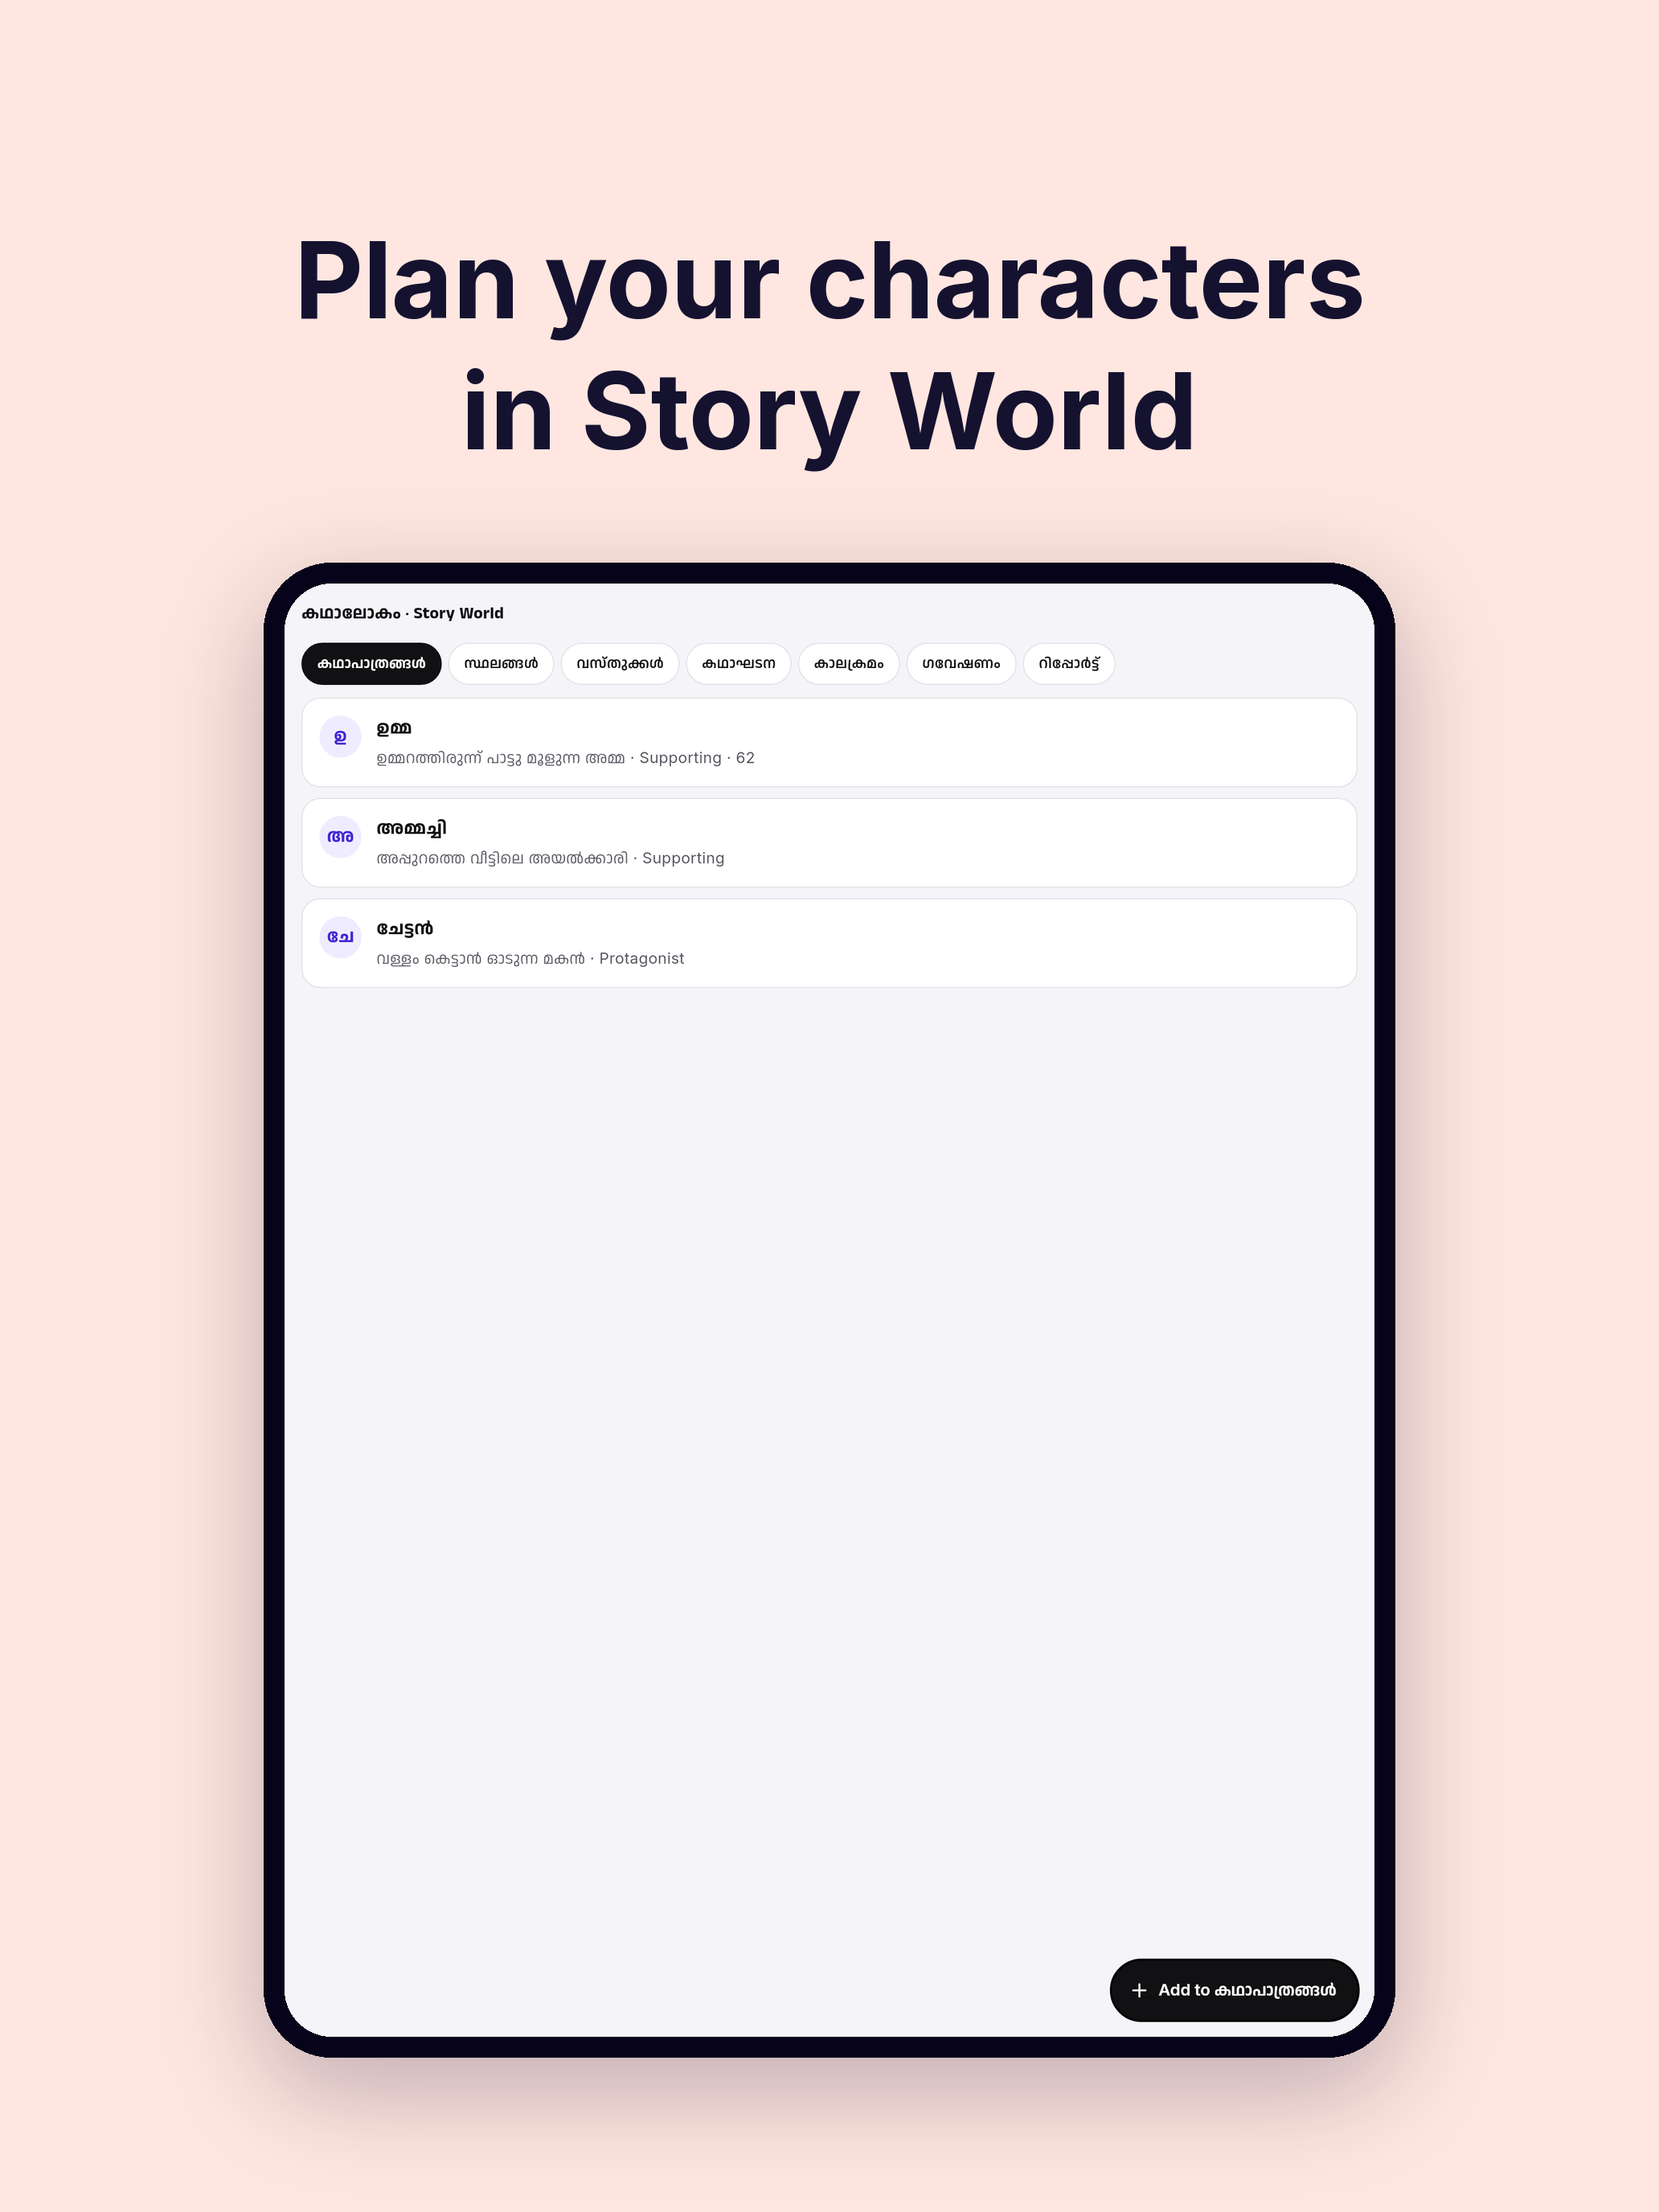 Plan your characters
in Story World
കഥാലോകം · Story World
കഥാപാത്രങ്ങൾ സ്ഥലങ്ങൾ വസ്തുക്കൾ കഥാഘടന കാലക്രമം ഗവേഷണം റിപ്പോർട്ട്
ഉ ഉമ്മ
ഉമ്മറത്തിരുന്ന് പാട്ടു മൂളുന്ന അമ്മ · Supporting · 62
അ അമ്മച്ചി
അപ്പുറത്തെ വീട്ടിലെ അയൽക്കാരി · Supporting
ചേ ചേട്ടൻ
വള്ളം കെട്ടാൻ ഓടുന്ന മകൻ · Protagonist
+ Add to കഥാപാത്രങ്ങൾ